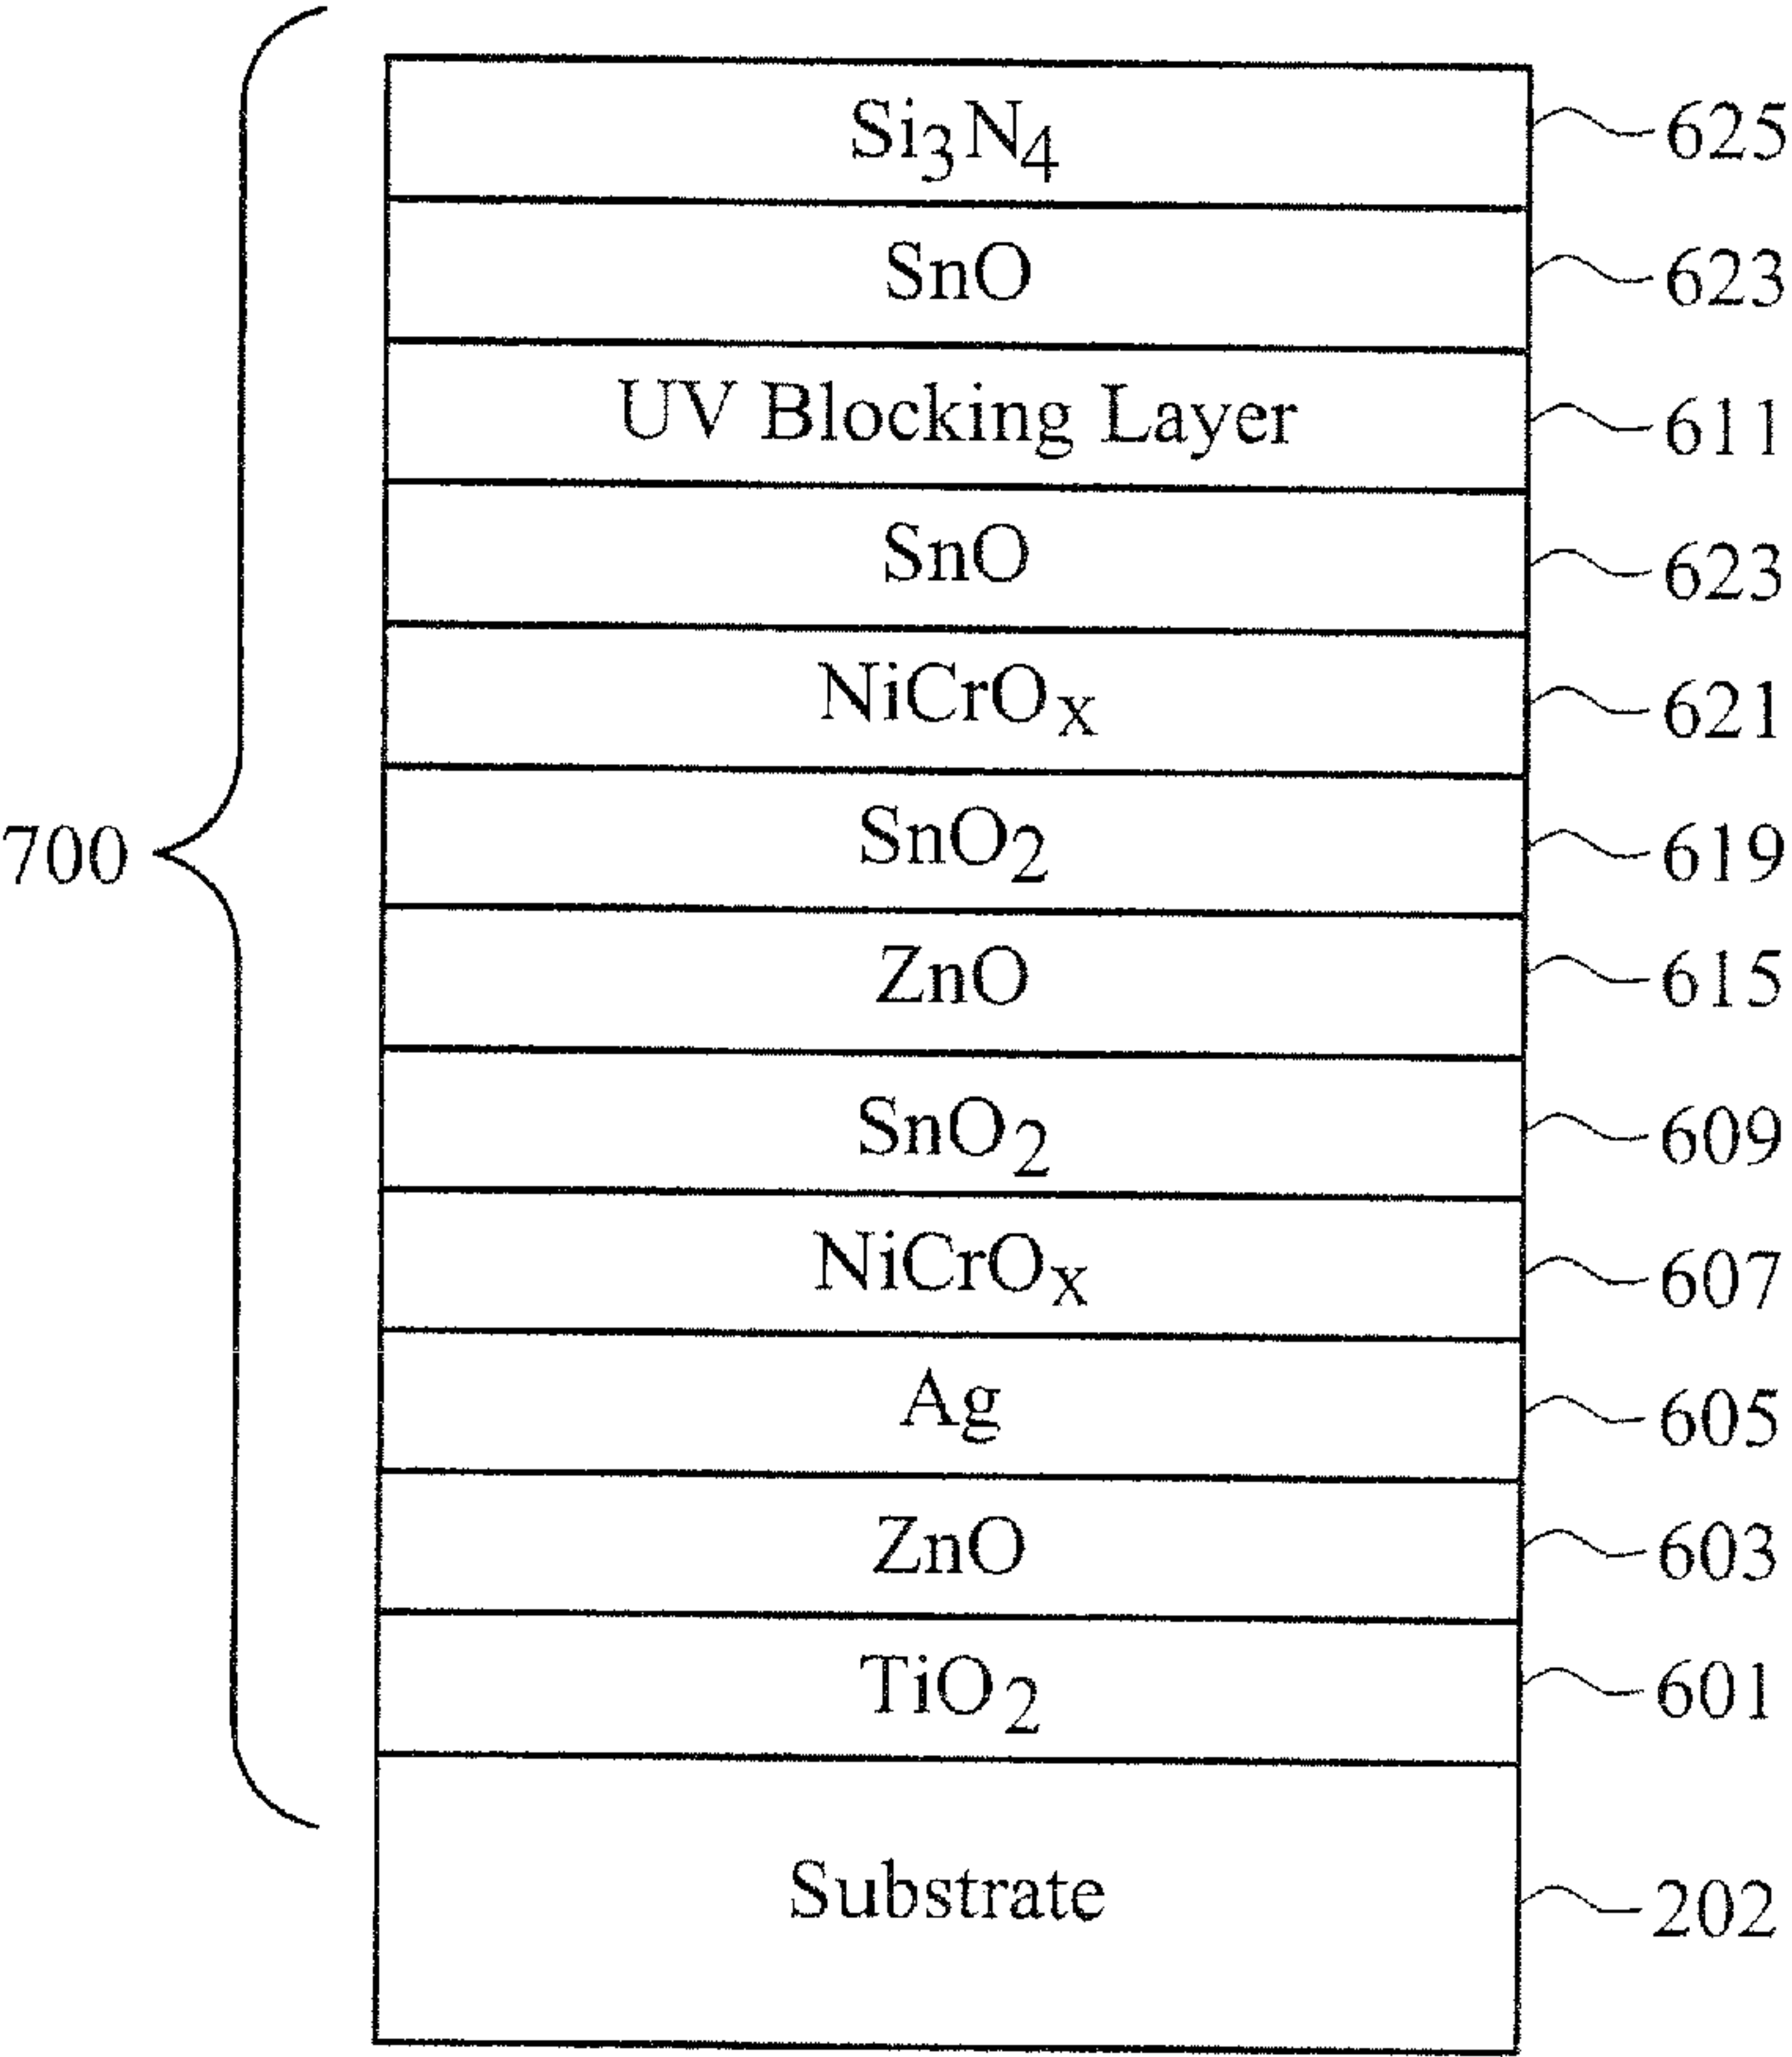 Si₃N₄ 625
SnO 623
UV Blocking Layer 611
SnO 623
NiCrOₓ 621
SnO₂ 619
700
ZnO 615
SnO₂ 609
NiCrOₓ 607
Ag 605
ZnO 603
TiO₂ 601
Substrate 202